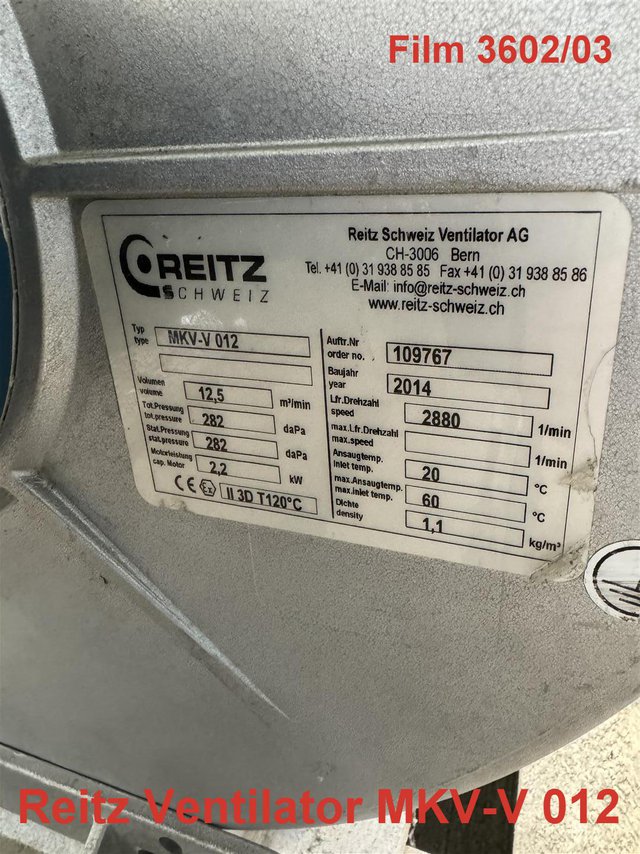 Film 3602/03
REITZ
SCHWEIZ
Reitz Schweiz Ventilator AG
CH-3006 Bern
Tel. +41 (0) 31 938 85 85 Fax +41 (0) 31 938 85 86
E-Mail: info@reitz-schweiz.ch
www.reitz-schweiz.ch
Typ
type MKV-V 012
Volumen
volume 12,5 m³/min
Tot.Pressung
tot.pressure 282 daPa
Stat.Pressung
stat.pressure 282 daPa
Motorleistung
cap. Motor 2,2 kW
CE Ex II 3D T120°C
Auftr.Nr
order no. 109767
Baujahr
year 2014
Lfr.Drehzahl
speed 2880 1/min
max.Lfr.Drehzahl
max.speed 1/min
Ansaugtemp.
Inlet temp. 20 °C
max.Ansaugtemp.
max.inlet temp. 60 °C
Dichte
density 1,1 kg/m³
Reitz Ventilator MKV-V 012